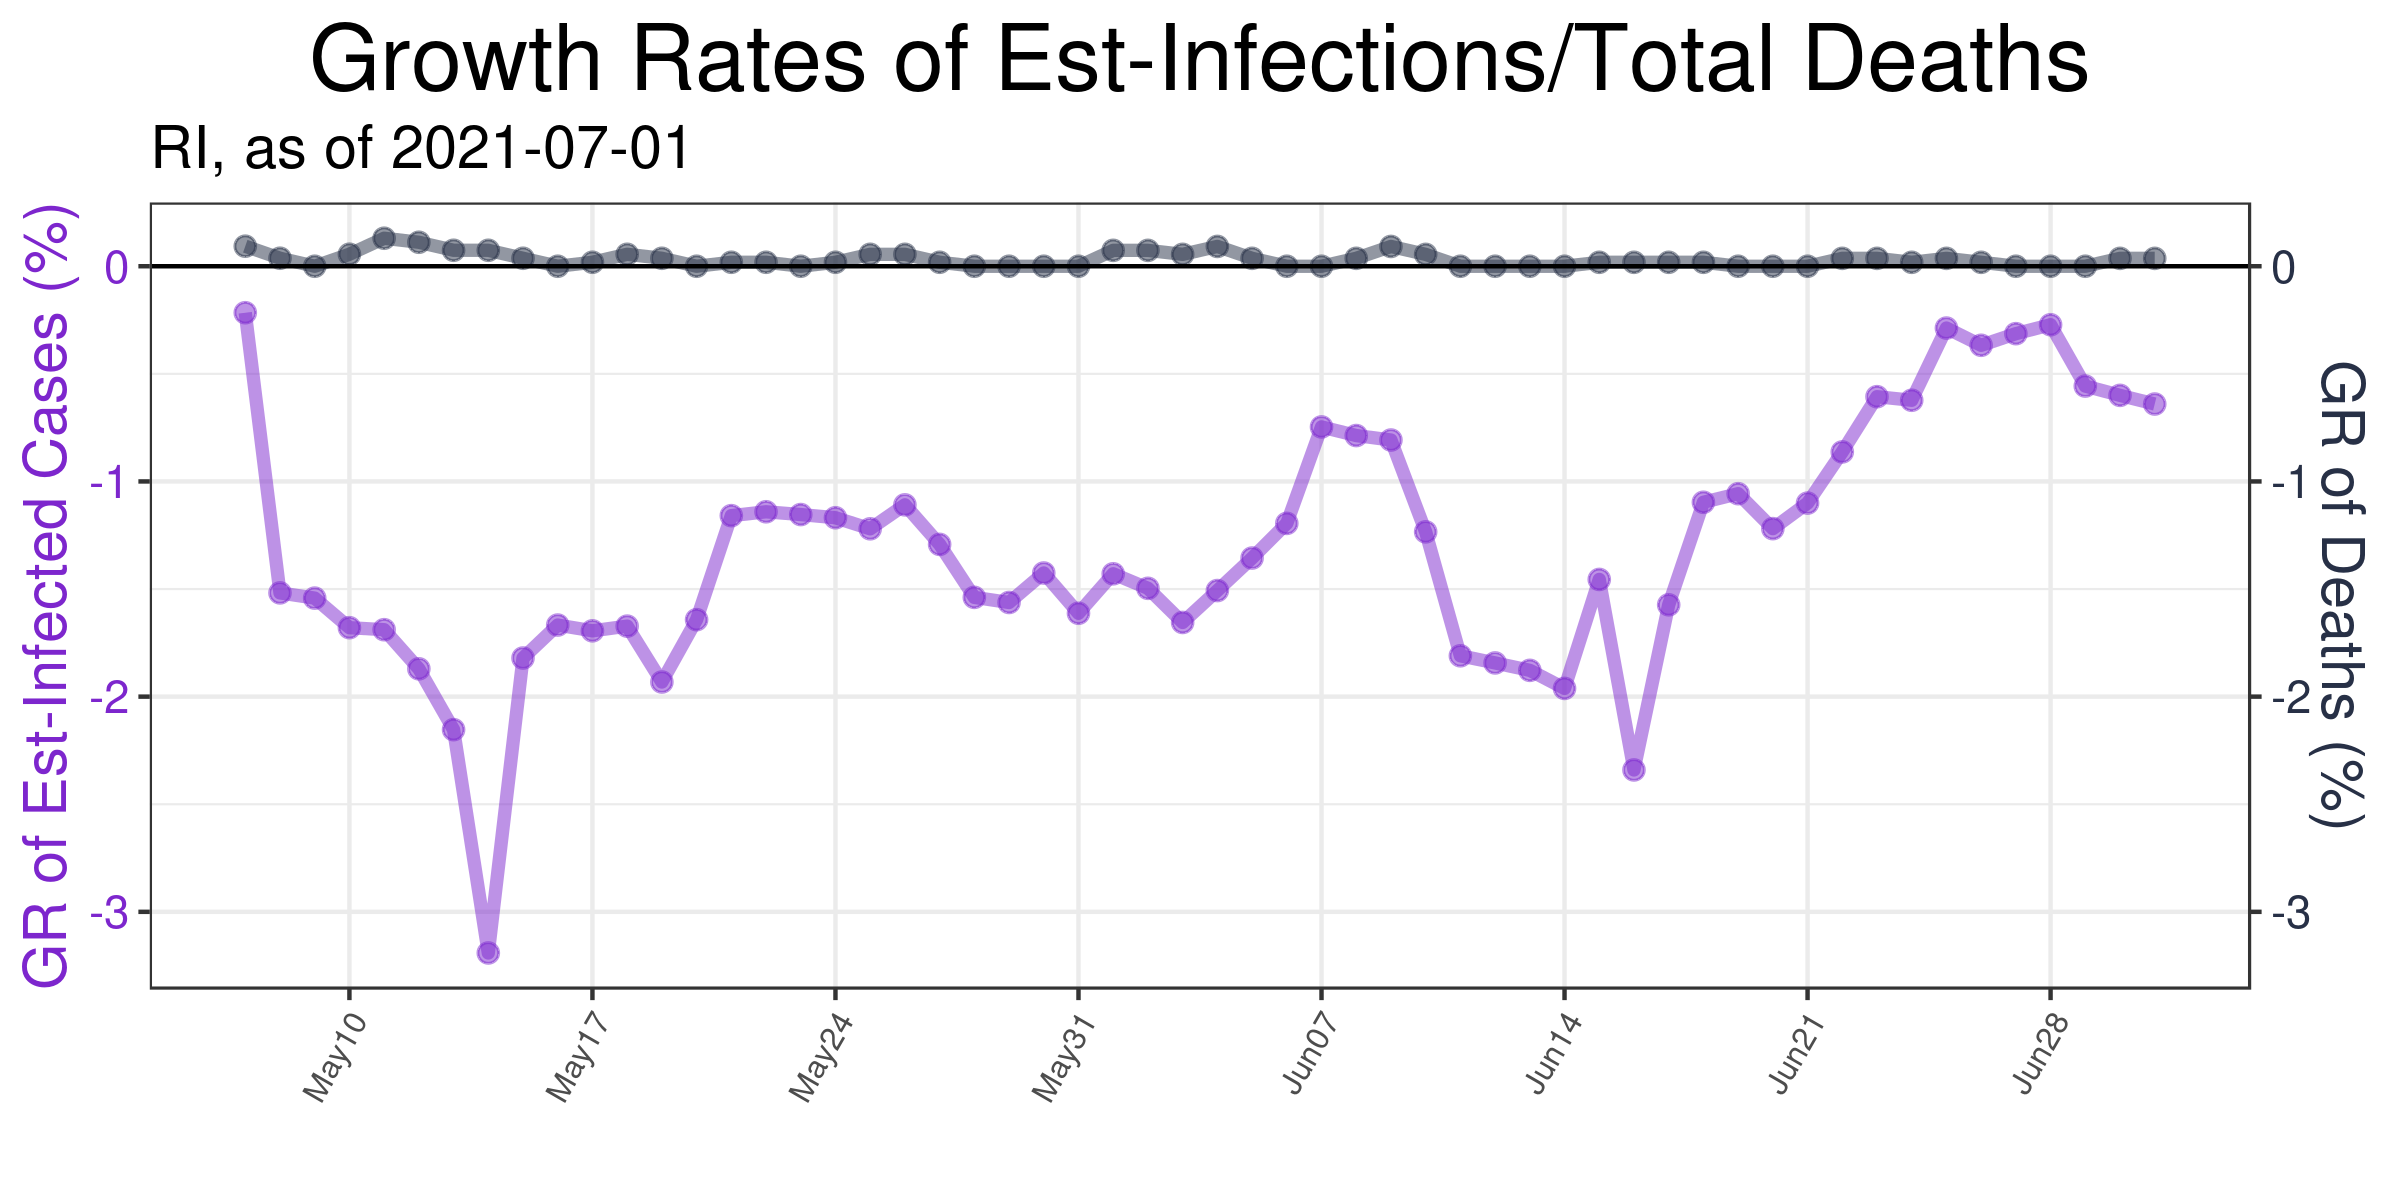 Growth Rates of Est-Infections/Total Deaths
RI, as of 2021-07-01
GR of Est-Infected Cases (%)
0
-1
-2
-3
0
-1
-2
-3
GR of Deaths (%)
May10
May17
May24
May31
Jun07
Jun14
Jun21
Jun28